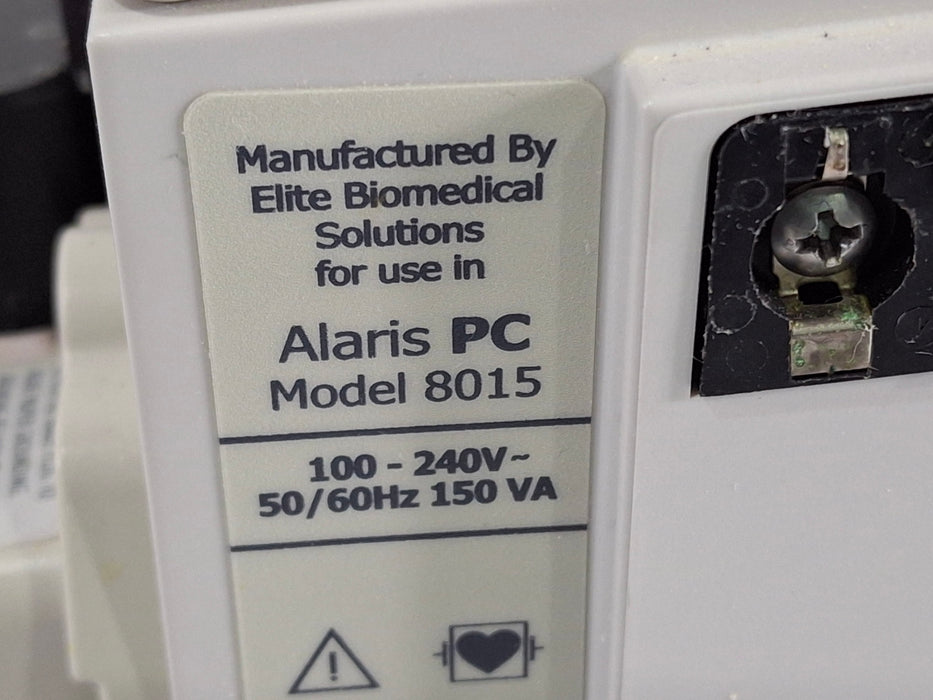 Manufactured By
Elite Biomedical
Solutions
for use in
Alaris PC
Model 8015
100 - 240V~
50/60Hz 150 VA